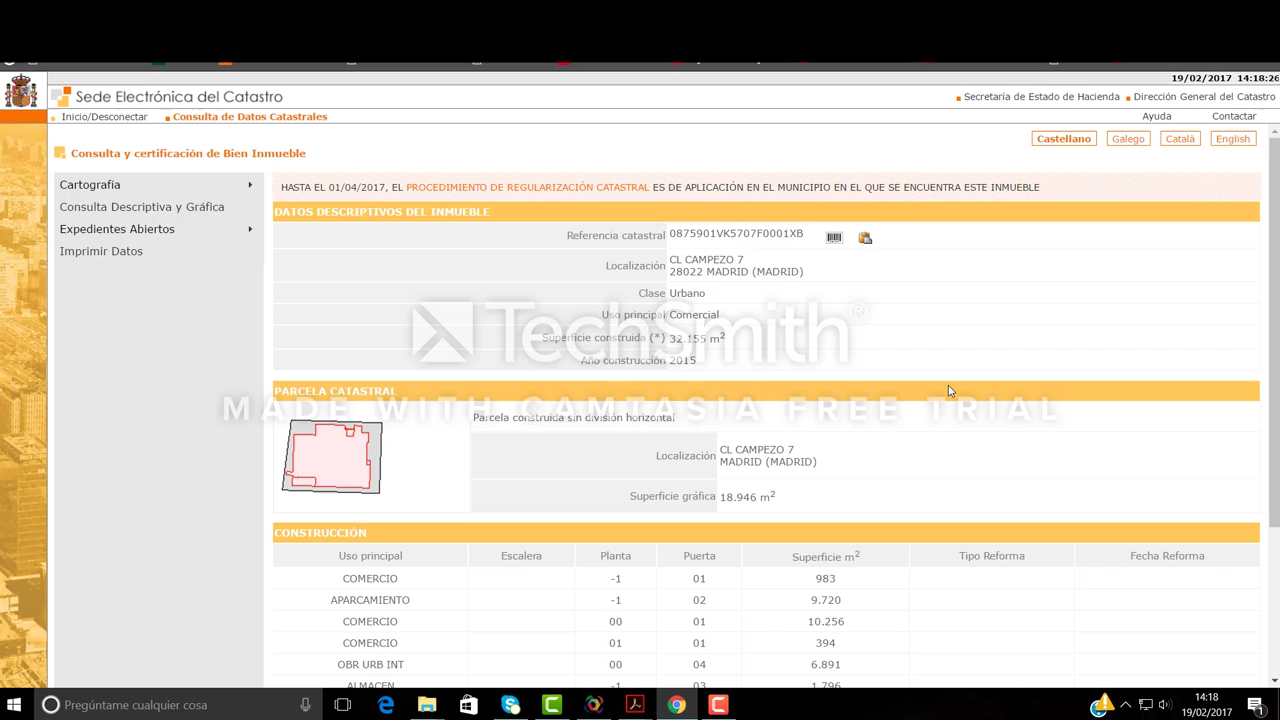 19/02/2017 14:18:26
Sede Electrónica del Catastro
Secretaría de Estado de Hacienda Dirección General del Catastro
Inicio/Desconectar Consulta de Datos Catastrales Ayuda Contactar
Castellano Galego Català English
Consulta y certificación de Bien Inmueble
Cartografía
Consulta Descriptiva y Gráfica
Expedientes Abiertos
Imprimir Datos
HASTA EL 01/04/2017, EL PROCEDIMIENTO DE REGULARIZACIÓN CATASTRAL ES DE APLICACIÓN EN EL MUNICIPIO EN EL QUE SE ENCUENTRA ESTE INMUEBLE
DATOS DESCRIPTIVOS DEL INMUEBLE
Referencia catastral 0875901VK5707F0001XB
Localización CL CAMPEZO 7
28022 MADRID (MADRID)
Clase Urbano
Uso principal Comercial
Superficie construida (*) 32.155 m²
Año construcción 2015
TechSmith®
MADE WITH CAMTASIA FREE TRIAL
PARCELA CATASTRAL
Parcela construida sin división horizontal
Localización CL CAMPEZO 7
MADRID (MADRID)
Superficie gráfica 18.946 m²
CONSTRUCCIÓN
Uso principal Escalera Planta Puerta Superficie m² Tipo Reforma Fecha Reforma
COMERCIO -1 01 983
APARCAMIENTO -1 02 9.720
COMERCIO 00 01 10.256
COMERCIO 01 01 394
OBR URB INT 00 04 6.891
ALMACEN -1 03 1.796
Pregúntame cualquier cosa
14:18
19/02/2017
1